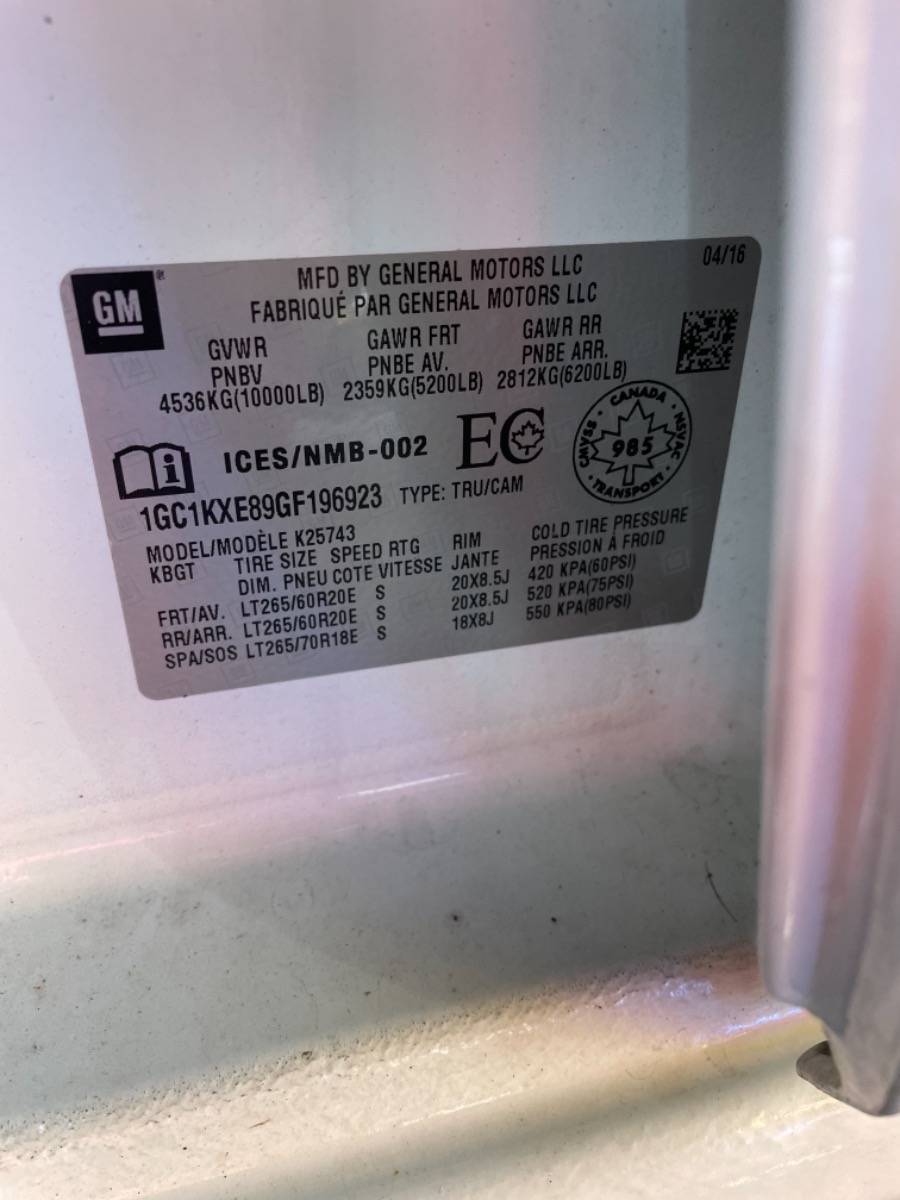 04/16
GM
MFD BY GENERAL MOTORS LLC
FABRIQUÉ PAR GENERAL MOTORS LLC
GVWR GAWR FRT GAWR RR
PNBV PNBE AV. PNBE ARR.
4536KG(10000LB) 2359KG(5200LB) 2812KG(6200LB)
i ICES/NMB-002 EC
CANADA
CMVSS 985 NSVAC
TRANSPORT
1GC1KXE89GF196923 TYPE: TRU/CAM
MODEL/MODÈLE K25743
KBGT TIRE SIZE SPEED RTG RIM COLD TIRE PRESSURE
DIM. PNEU COTE VITESSE JANTE PRESSION À FROID
FRT/AV. LT265/60R20E S 20X8.5J 420 KPA(60PSI)
RR/ARR. LT265/60R20E S 20X8.5J 520 KPA(75PSI)
SPA/SOS LT265/70R18E S 18X8J 550 KPA(80PSI)